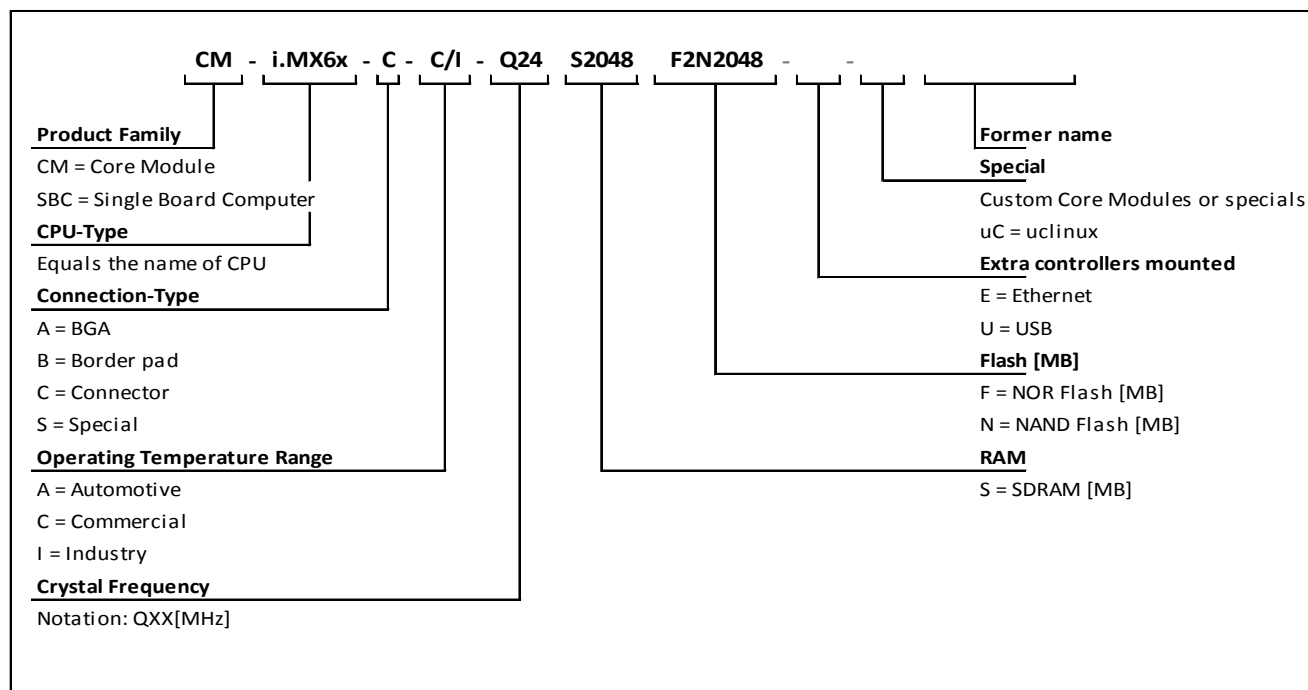 CM - i.MX6x - C - C/I - Q24 S2048 F2N2048 - -
Product Family
CM = Core Module
SBC = Single Board Computer
CPU-Type
Equals the name of CPU
Connection-Type
A = BGA
B = Border pad
C = Connector
S = Special
Operating Temperature Range
A = Automotive
C = Commercial
I = Industry
Crystal Frequency
Notation: QXX[MHz]
Former name
Special
Custom Core Modules or specials
uC = uclinux
Extra controllers mounted
E = Ethernet
U = USB
Flash [MB]
F = NOR Flash [MB]
N = NAND Flash [MB]
RAM
S = SDRAM [MB]